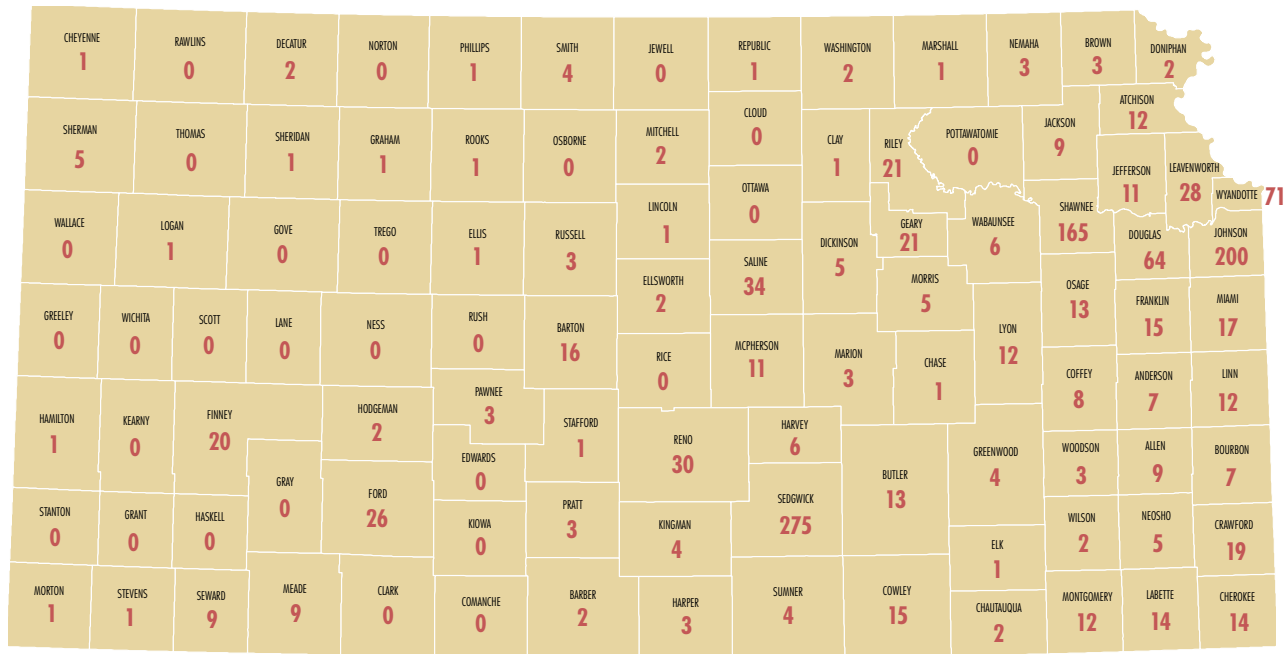 CHEYENNE
1
RAWLINS
0
DECATUR
2
NORTON
0
PHILLIPS
1
SMITH
4
JEWELL
0
REPUBLIC
1
WASHINGTON
2
MARSHALL
1
NEMAHA
3
BROWN
3
DONIPHAN
2
SHERMAN
5
THOMAS
0
SHERIDAN
1
GRAHAM
1
ROOKS
1
OSBORNE
0
MITCHELL
2
CLOUD
0
CLAY
1
RILEY
21
POTTAWATOMIE
0
JACKSON
9
ATCHISON
12
JEFFERSON
11
LEAVENWORTH
28
WYANDOTTE 71
WALLACE
0
LOGAN
1
GOVE
0
TREGO
0
ELLIS
1
RUSSELL
3
LINCOLN
1
OTTAWA
0
SALINE
34
DICKINSON
5
GEARY
21
WABAUNSEE
6
SHAWNEE
165
DOUGLAS
64
JOHNSON
200
ELLSWORTH
2
MORRIS
5
OSAGE
13
FRANKLIN
15
MIAMI
17
GREELEY
0
WICHITA
0
SCOTT
0
LANE
0
NESS
0
RUSH
0
BARTON
16
RICE
0
MCPHERSON
11
MARION
3
CHASE
1
LYON
12
COFFEY
8
ANDERSON
7
LINN
12
HAMILTON
1
KEARNY
0
FINNEY
20
HODGEMAN
2
PAWNEE
3
STAFFORD
1
RENO
30
HARVEY
6
BUTLER
13
GREENWOOD
4
WOODSON
3
ALLEN
9
BOURBON
7
GRAY
0
FORD
26
EDWARDS
0
KIOWA
0
PRATT
3
KINGMAN
4
SEDGWICK
275
STANTON
0
GRANT
0
HASKELL
0
ELK
1
WILSON
2
NEOSHO
5
CRAWFORD
19
MORTON
1
STEVENS
1
SEWARD
9
MEADE
9
CLARK
0
COMANCHE
0
BARBER
2
HARPER
3
SUMNER
4
COWLEY
15
CHAUTAUQUA
2
MONTGOMERY
12
LABETTE
14
CHEROKEE
14